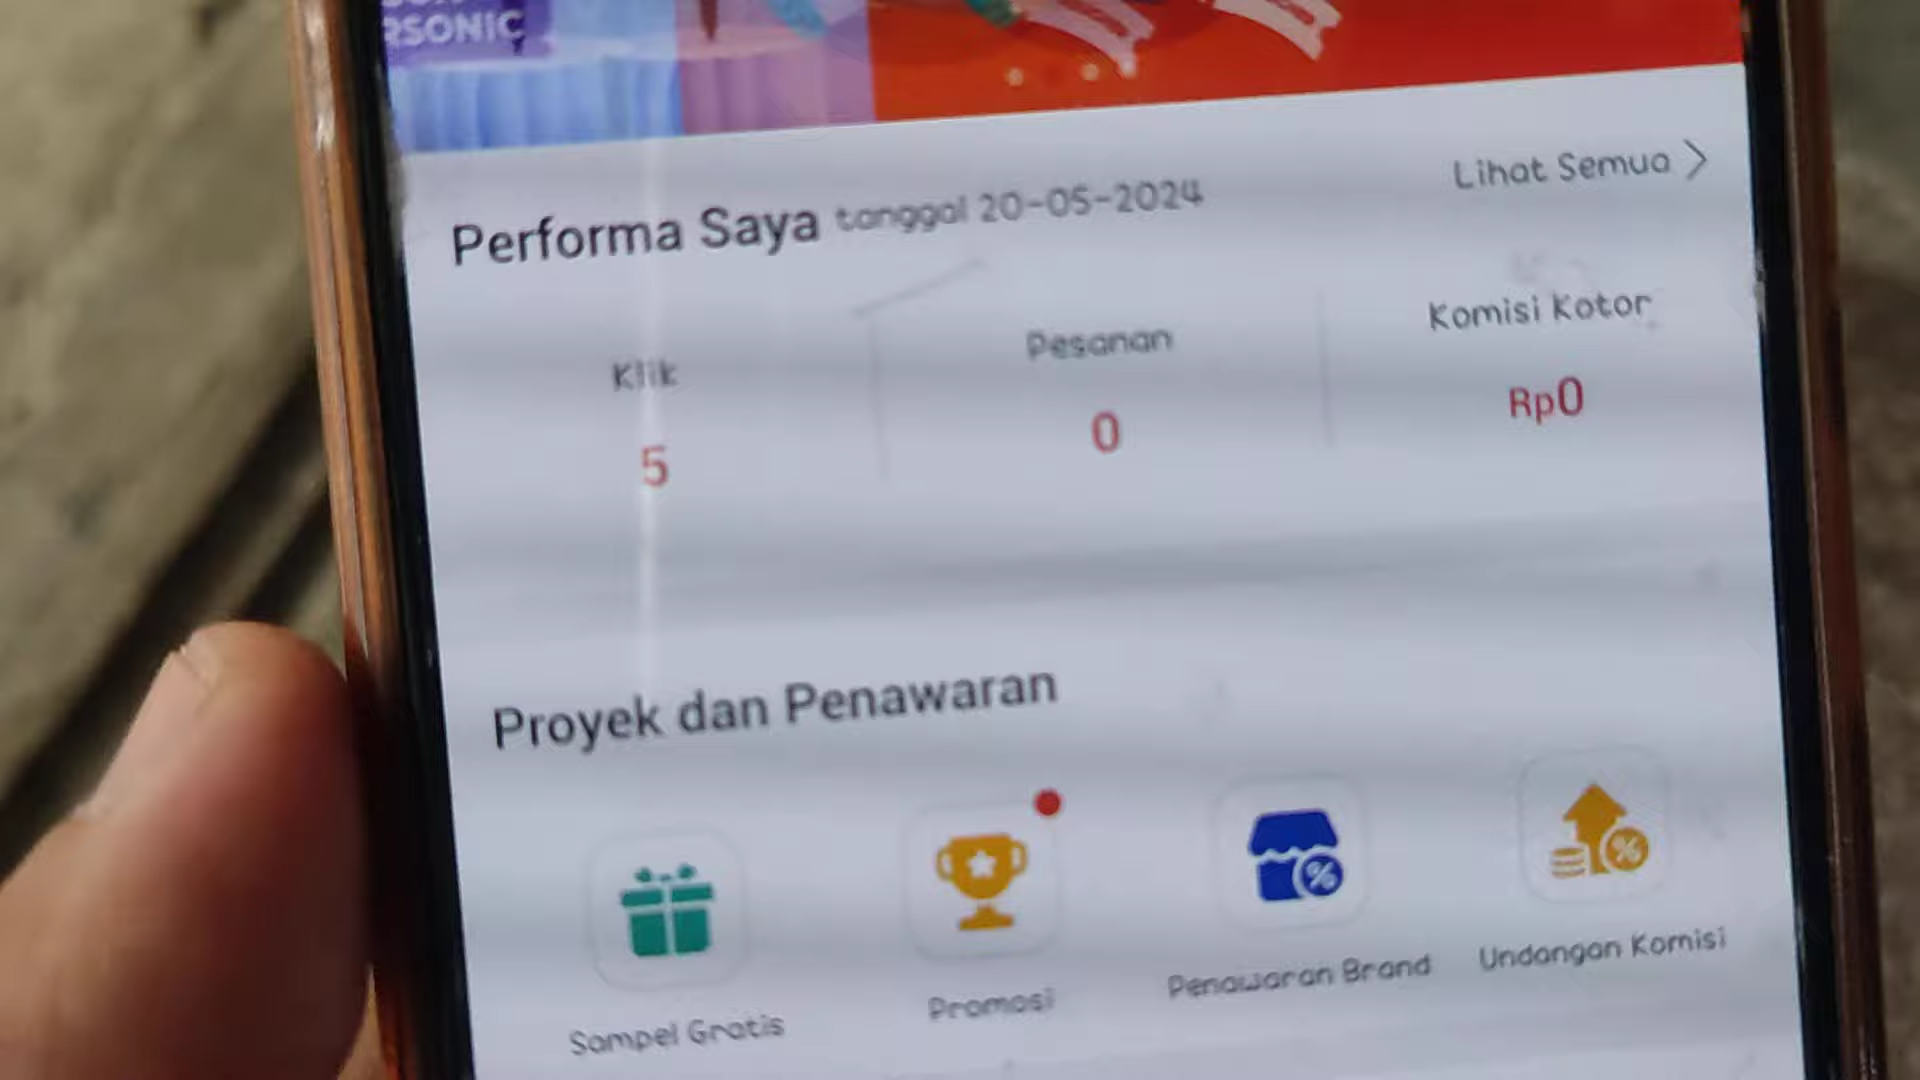 RSONIC
Performa Saya tanggal 20-05-2024
Lihat Semua
Klik
Pesanan
Komisi Kotor
5
0
Rp0
Proyek dan Penawaran
Sampel Gratis
Promosi
Penawaran Brand
Undangan Komisi